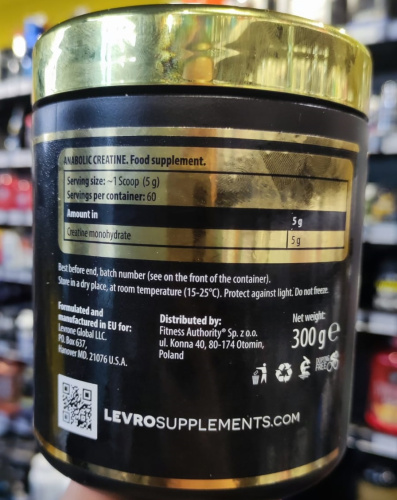 ANABOLIC CREATINE. Food supplement.
Serving size: ~1 Scoop (5 g)
Servings per container: 60
Amount in 5 g
Creatine monohydrate 5 g
Best before end, batch number (see on the front of the container).
Store in a dry place, at room temperature (15-25°C). Protect against light. Do not freeze.
Formulated and
manufactured in EU for:
Levrone Global LLC
P.O. Box 637,
Hanover MD. 21076 U.S.A.
Distributed by:
Fitness Authority® Sp. z o.o.
ul. Konna 40, 80-174 Otomin,
Poland
Net weight:
300 g e
DOPING
FREE
LEVROSUPPLEMENTS.COM